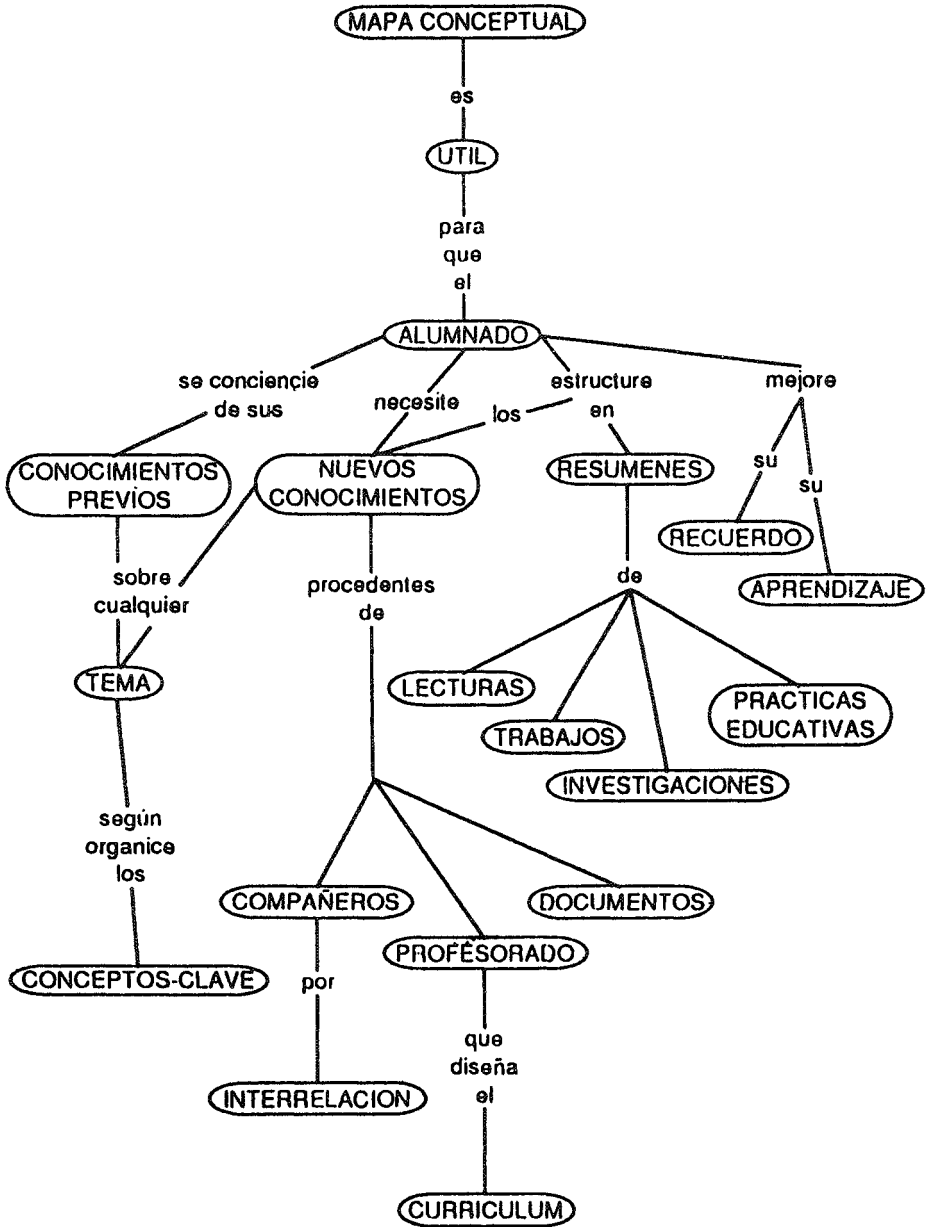 MAPA CONCEPTUAL
es
UTIL
para
que
el
ALUMNADO
se conciencie
de sus
necesite
los
estructure
en
mejore
CONOCIMIENTOS
PREVIOS
NUEVOS
CONOCIMIENTOS
RESUMENES
su
su
RECUERDO
APRENDIZAJE
sobre
cualquier
procedentes
de
de
TEMA
LECTURAS
TRABAJOS
INVESTIGACIONES
PRACTICAS
EDUCATIVAS
según
organice
los
COMPAÑEROS
DOCUMENTOS
PROFESORADO
CONCEPTOS-CLAVE
por
que
diseña
el
INTERRELACION
CURRICULUM